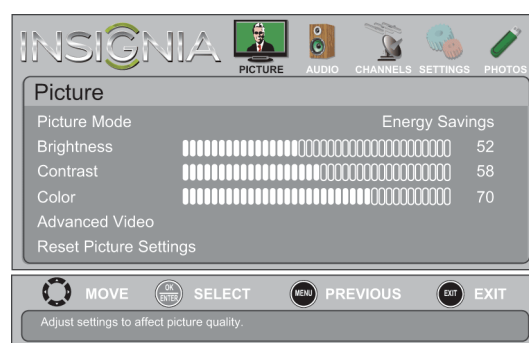 INSIGNIA
PICTURE AUDIO CHANNELS SETTINGS PHOTOS
Picture
Picture Mode Energy Savings
Brightness 52
Contrast 58
Color 70
Advanced Video
Reset Picture Settings
MOVE OK ENTER SELECT MENU PREVIOUS EXIT EXIT
Adjust settings to affect picture quality.